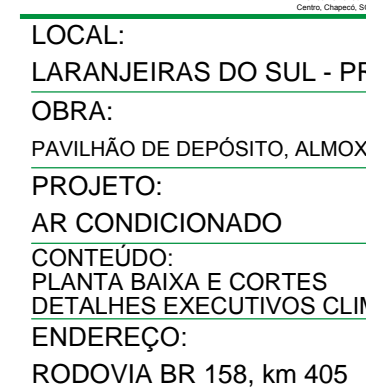 Centro, Chapecó, SC
LOCAL:
LARANJEIRAS DO SUL - PR
OBRA:
PAVILHÃO DE DEPÓSITO, ALMOX
PROJETO:
AR CONDICIONADO
CONTEÚDO:
PLANTA BAIXA E CORTES
DETALHES EXECUTIVOS CLIM
ENDEREÇO:
RODOVIA BR 158, km 405